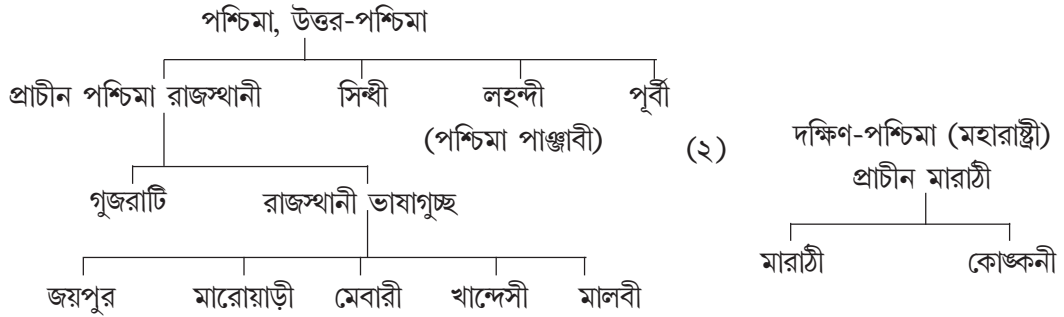 পশ্চিমা, উত্তর-পশ্চিমা
প্রাচীন পশ্চিমা রাজস্থানী সিন্ধী লহন্দী পূর্বী
(পশ্চিমা পাঞ্জাবী)
গুজরাটি রাজস্থানী ভাষাগুচ্ছ
জয়পুর মারোয়াড়ী মেবারী খান্দেসী মালবী
(২) দক্ষিণ-পশ্চিমা (মহারাষ্ট্রী)
প্রাচীন মারাঠী
মারাঠী কোঙ্কনী